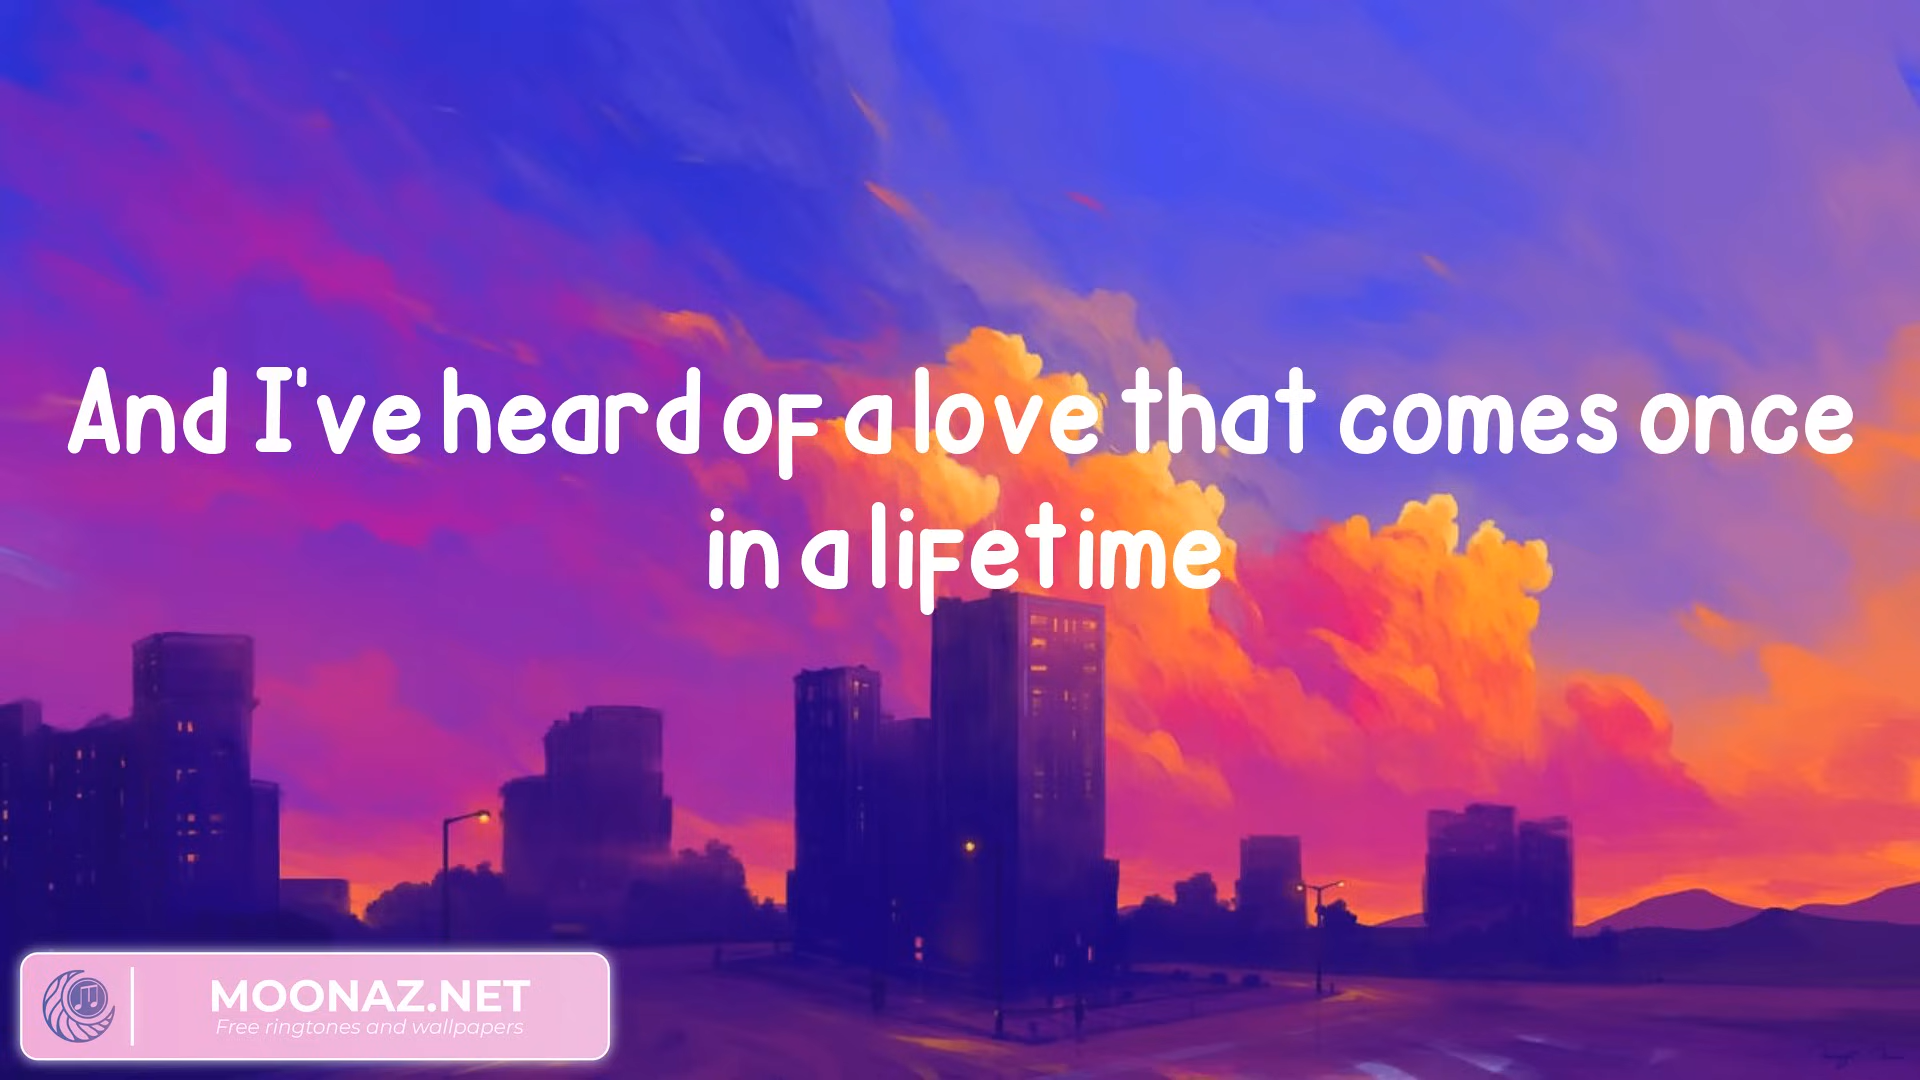 And I've heard of a love that comes once
in a lifetime
MOONAZ.NET
Free ringtones and wallpapers